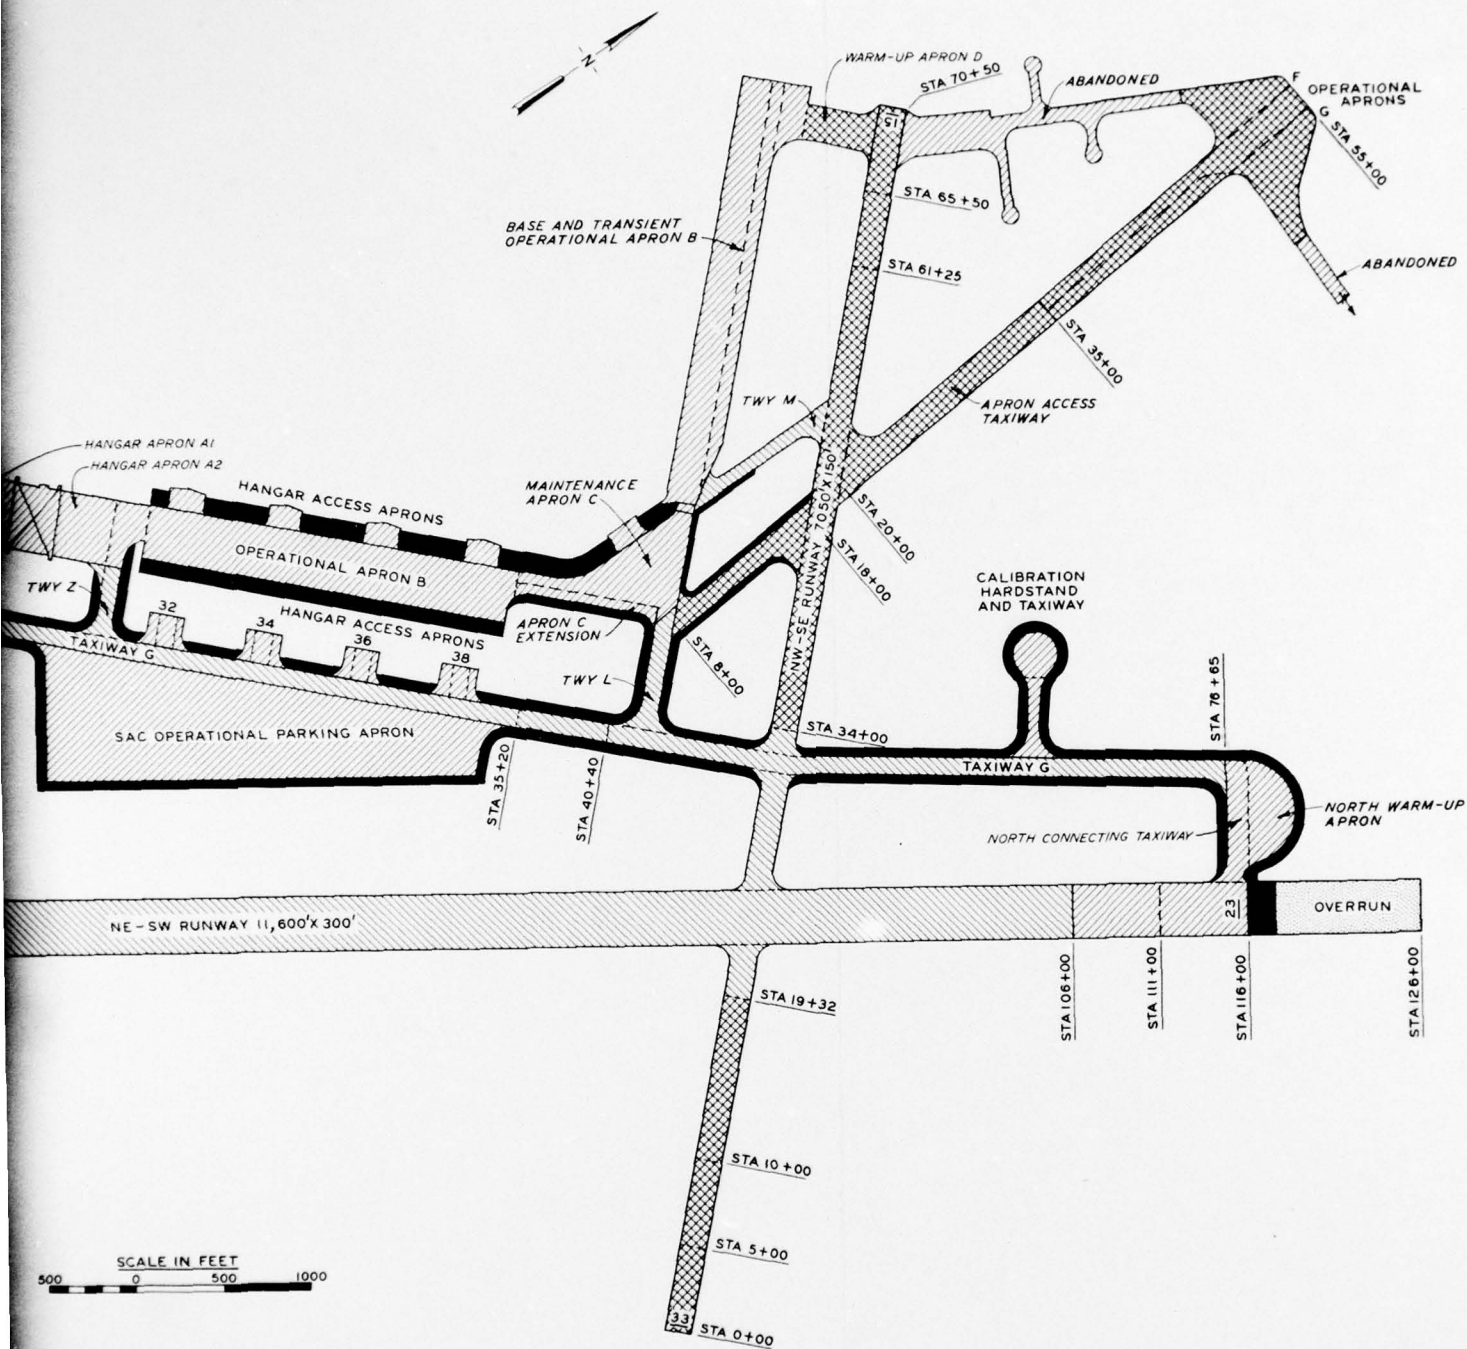 N
WARM-UP APRON D
STA 70+50
15
ABANDONED
F
OPERATIONAL
APRONS
G
STA 55+00
STA 65+50
BASE AND TRANSIENT
OPERATIONAL APRON B
STA 61+25
ABANDONED
STA 35+00
TWY M
APRON ACCESS
TAXIWAY
HANGAR APRON A1
HANGAR APRON A2
HANGAR ACCESS APRONS
MAINTENANCE
APRON C
NW-SE RUNWAY 7050'X150'
STA 20+00
STA 18+00
OPERATIONAL APRON B
TWY Z
CALIBRATION
HARDSTAND
AND TAXIWAY
32
34
36
38
HANGAR ACCESS APRONS
APRON C
EXTENSION
TAXIWAY G
STA 8+00
TWY L
STA 76+65
SAC OPERATIONAL PARKING APRON
STA 34+00
TAXIWAY G
STA 35+20
STA 40+40
NORTH WARM-UP
APRON
NORTH CONNECTING TAXIWAY
NE-SW RUNWAY 11,600'X 300'
23
OVERRUN
STA 106+00
STA 111+00
STA 116+00
STA 126+00
STA 19+32
STA 10+00
STA 5+00
SCALE IN FEET
500 0 500 1000
33
STA 0+00